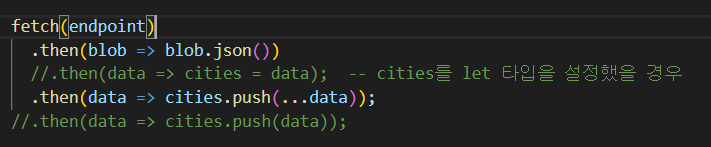 fetch(endpoint)
  .then(blob => blob.json())
  //.then(data => cities = data);  -- cities를 let 타입을 설정했을 경우
  .then(data => cities.push(...data));
//.then(data => cities.push(data));